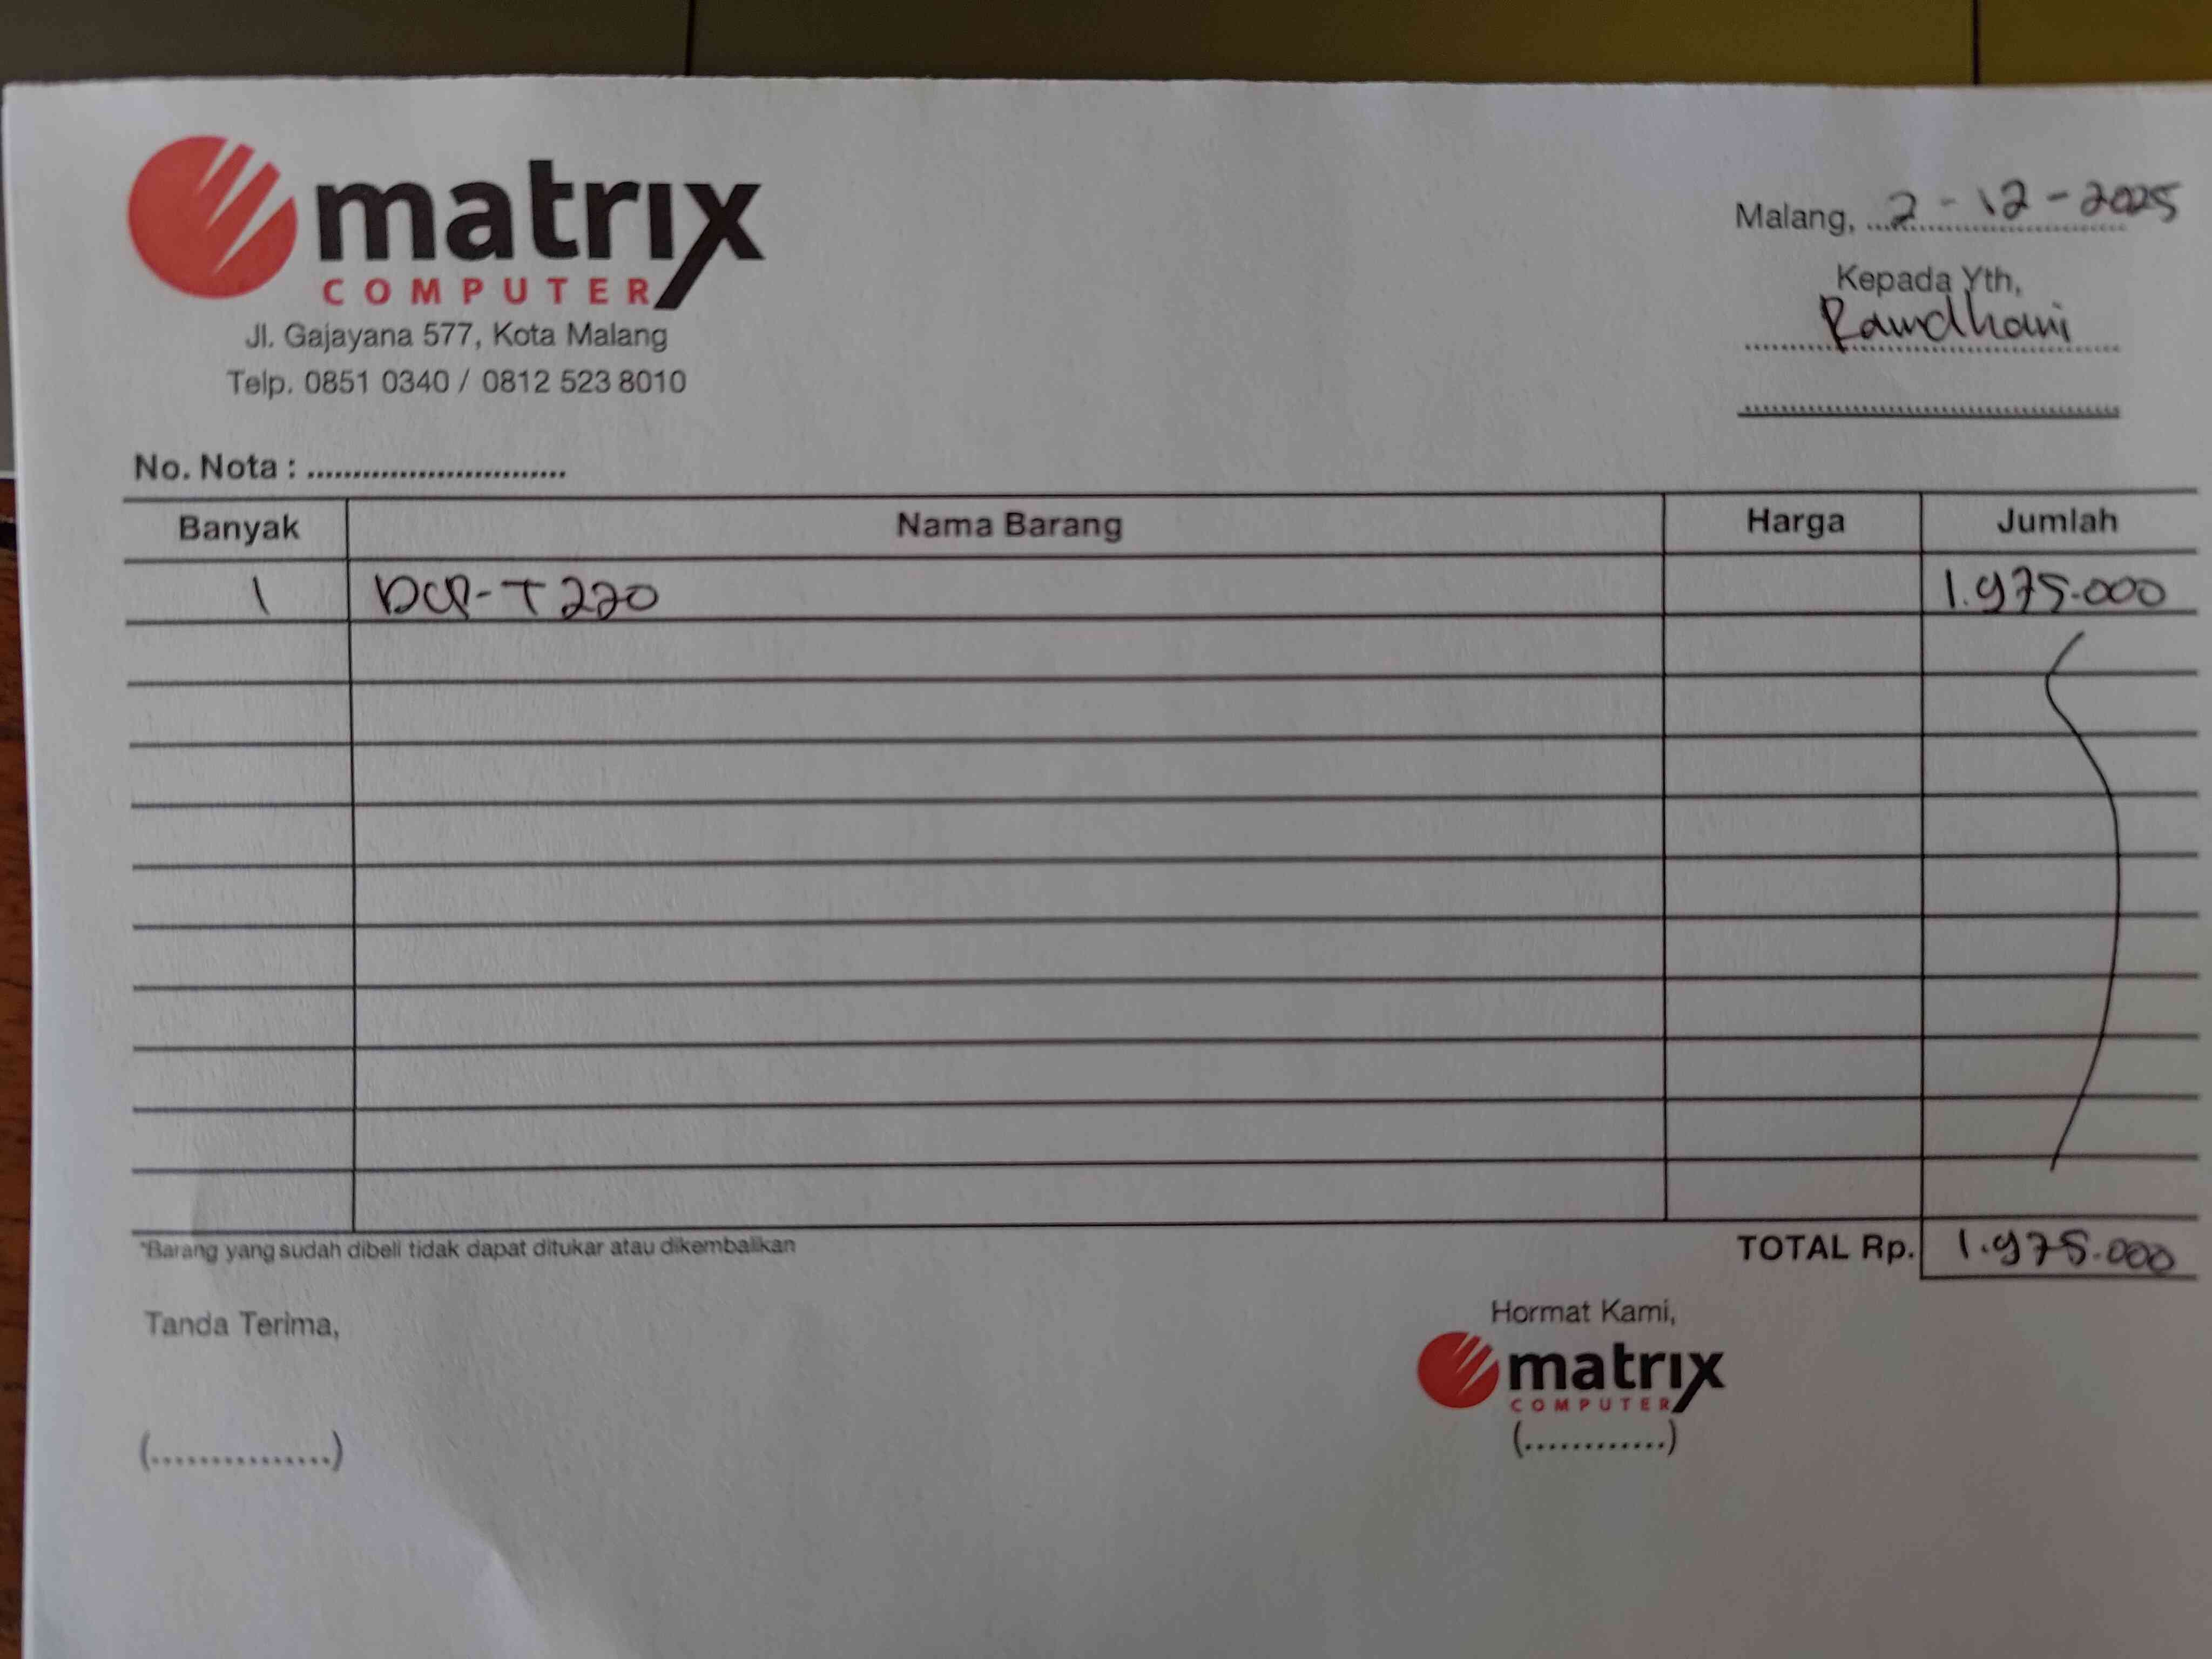 matrix
COMPUTER
Jl. Gajayana 577, Kota Malang
Telp. 0851 0340 / 0812 523 8010
Malang, 2 - 12 - 2025
Kepada Yth,
Ramdhani
No. Nota : ............................
Banyak Nama Barang Harga Jumlah
1 DCP-T220 1.975.000
*Barang yang sudah dibeli tidak dapat ditukar atau dikembalikan
TOTAL Rp. 1.975.000
Tanda Terima,
Hormat Kami,
matrix
COMPUTER
(................)
(.............)